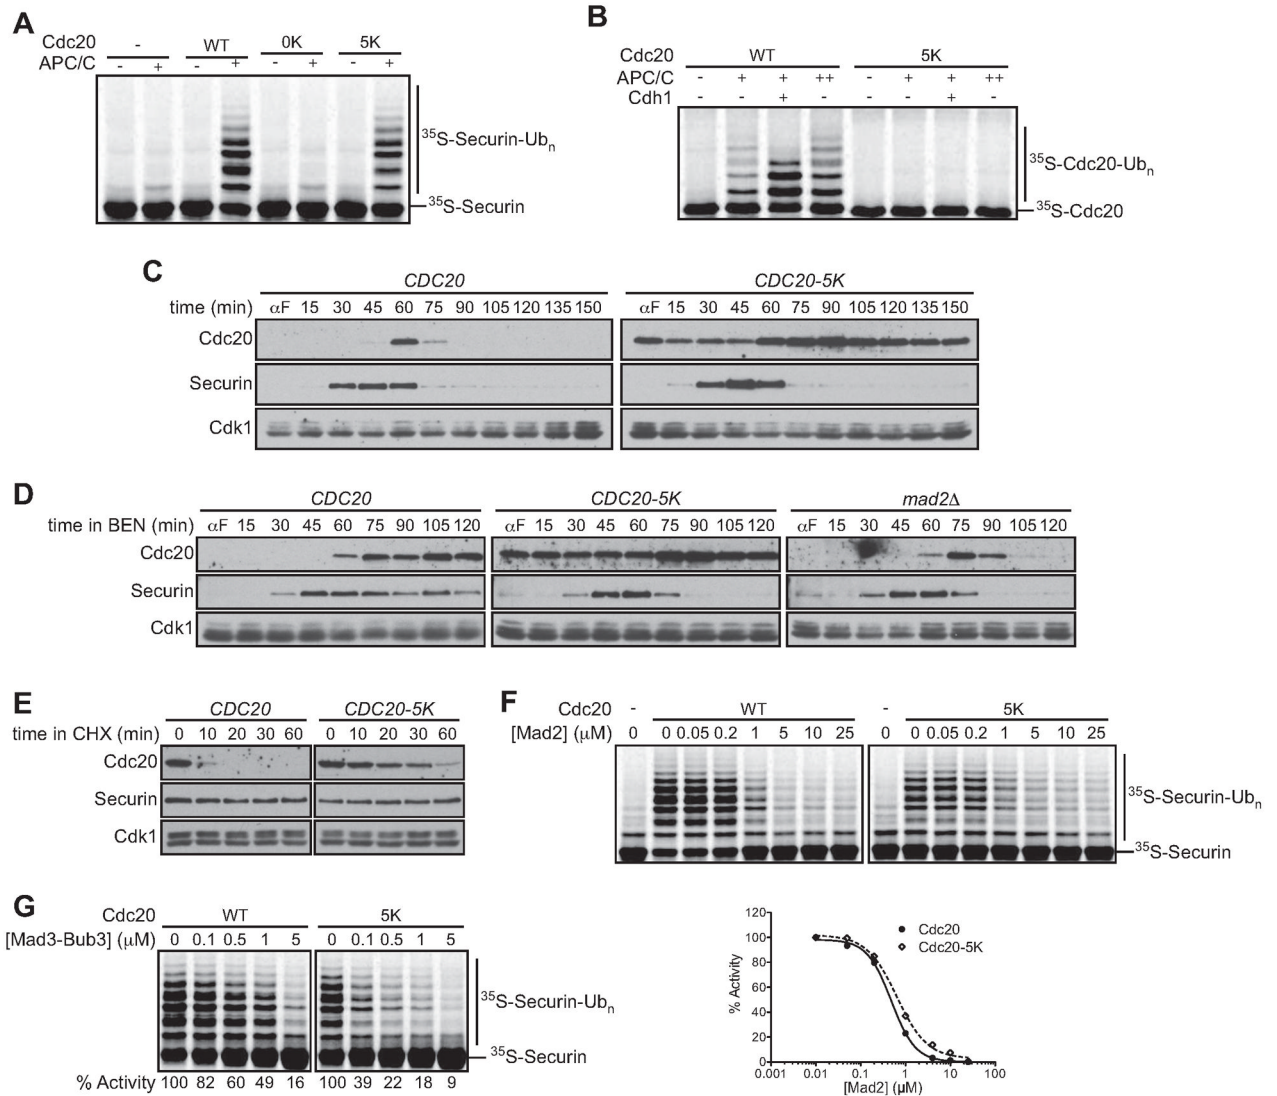 A
Cdc20 - WT 0K 5K
APC/C - + - + - + - +
³⁵S-Securin-Ubn
³⁵S-Securin
B
Cdc20 WT 5K
APC/C - + + ++ - + + ++
Cdh1 - - + - - - + -
³⁵S-Cdc20-Ubn
³⁵S-Cdc20
C
CDC20 CDC20-5K
time (min) αF 15 30 45 60 75 90 105 120 135 150 αF 15 30 45 60 75 90 105 120 135 150
Cdc20
Securin
Cdk1
D
CDC20 CDC20-5K mad2Δ
time in BEN (min) αF 15 30 45 60 75 90 105 120 αF 15 30 45 60 75 90 105 120 αF 15 30 45 60 75 90 105 120
Cdc20
Securin
Cdk1
E
CDC20 CDC20-5K
time in CHX (min) 0 10 20 30 60 0 10 20 30 60
Cdc20
Securin
Cdk1
F
Cdc20 - WT - 5K
[Mad2] (μM) 0 0 0.05 0.2 1 5 10 25 0 0 0.05 0.2 1 5 10 25
³⁵S-Securin-Ubn
³⁵S-Securin
G
Cdc20 WT 5K
[Mad3-Bub3] (μM) 0 0.1 0.5 1 5 0 0.1 0.5 1 5
³⁵S-Securin-Ubn
³⁵S-Securin
% Activity 100 82 60 49 16 100 39 22 18 9
% Activity
120
100
80
60
40
20
0
Cdc20
Cdc20-5K
0.001 0.01 0.1 1 10 100
[Mad2] (μM)